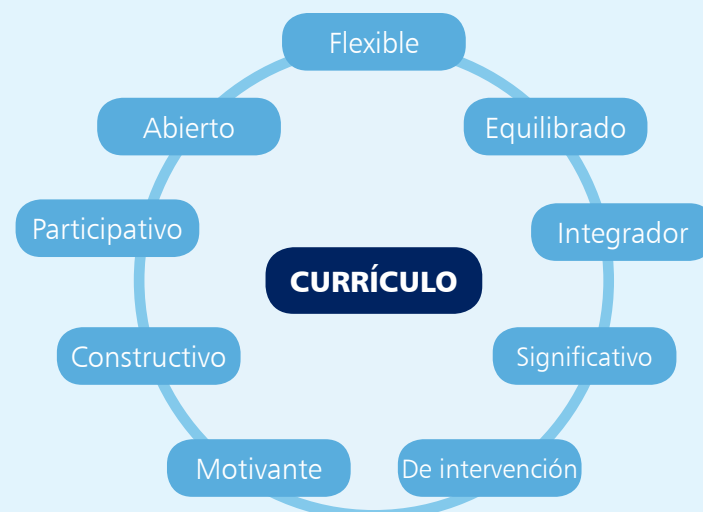 Flexible
Abierto
Equilibrado
Participativo
Integrador
CURRÍCULO
Constructivo
Significativo
Motivante
De intervención